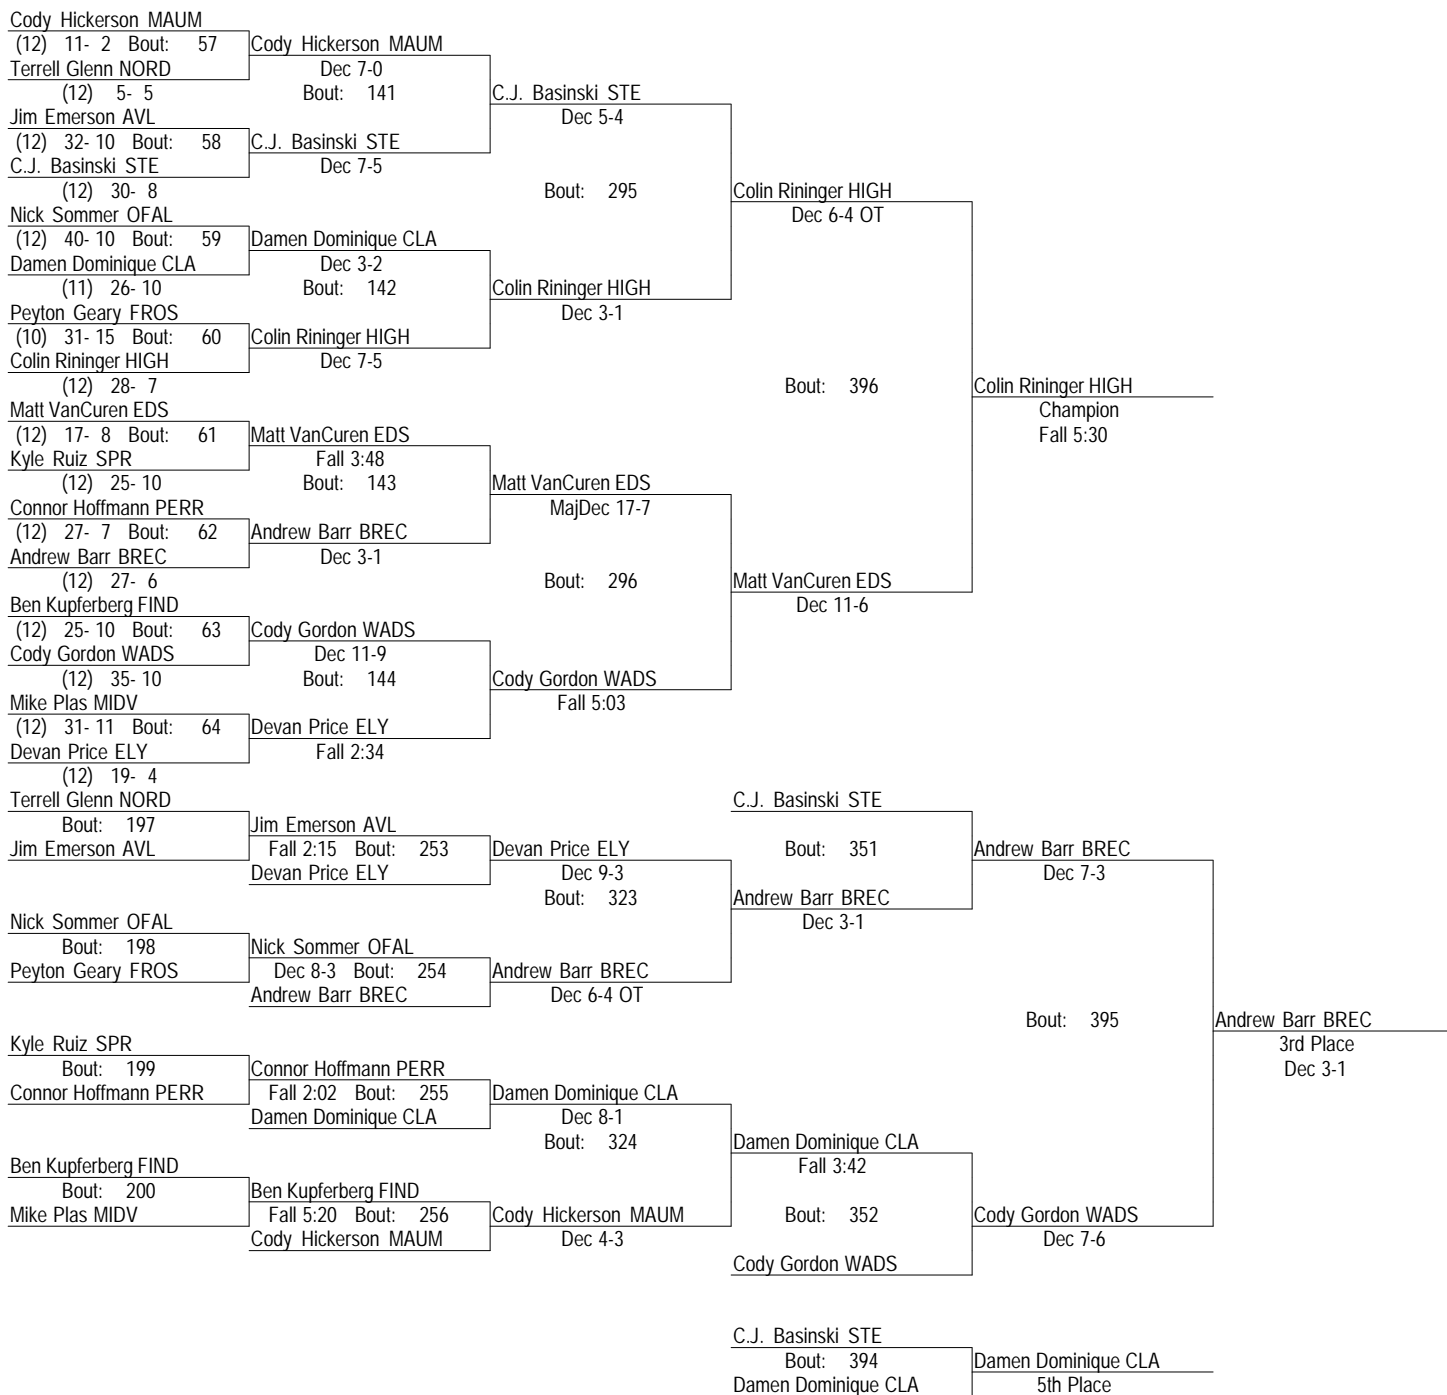 Cody Hickerson MAUM
(12) 11- 2 Bout: 57 Cody Hickerson MAUM
Terrell Glenn NORD Dec 7-0
(12) 5- 5 Bout: 141 C.J. Basinski STE
Jim Emerson AVL Dec 5-4
(12) 32- 10 Bout: 58 C.J. Basinski STE
C.J. Basinski STE Dec 7-5
(12) 30- 8 Bout: 295 Colin Rininger HIGH
Nick Sommer OFAL Dec 6-4 OT
(12) 40- 10 Bout: 59 Damen Dominique CLA
Damen Dominique CLA Dec 3-2
(11) 26- 10 Bout: 142 Colin Rininger HIGH
Peyton Geary FROS Dec 3-1
(10) 31- 15 Bout: 60 Colin Rininger HIGH
Colin Rininger HIGH Dec 7-5
(12) 28- 7 Bout: 396 Colin Rininger HIGH
Matt VanCuren EDS Champion
(12) 17- 8 Bout: 61 Matt VanCuren EDS Fall 5:30
Kyle Ruiz SPR Fall 3:48
(12) 25- 10 Bout: 143 Matt VanCuren EDS
Connor Hoffmann PERR MajDec 17-7
(12) 27- 7 Bout: 62 Andrew Barr BREC
Andrew Barr BREC Dec 3-1
(12) 27- 6 Bout: 296 Matt VanCuren EDS
Ben Kupferberg FIND Dec 11-6
(12) 25- 10 Bout: 63 Cody Gordon WADS
Cody Gordon WADS Dec 11-9
(12) 35- 10 Bout: 144 Cody Gordon WADS
Mike Plas MIDV Fall 5:03
(12) 31- 11 Bout: 64 Devan Price ELY
Devan Price ELY Fall 2:34
(12) 19- 4
Terrell Glenn NORD C.J. Basinski STE
Bout: 197 Jim Emerson AVL
Jim Emerson AVL Fall 2:15 Bout: 253 Devan Price ELY Bout: 351 Andrew Barr BREC
Devan Price ELY Dec 9-3 Dec 7-3
Bout: 323 Andrew Barr BREC
Nick Sommer OFAL Dec 3-1
Bout: 198 Nick Sommer OFAL
Peyton Geary FROS Dec 8-3 Bout: 254 Andrew Barr BREC
Andrew Barr BREC Dec 6-4 OT
Bout: 395 Andrew Barr BREC
Kyle Ruiz SPR 3rd Place
Bout: 199 Connor Hoffmann PERR Dec 3-1
Connor Hoffmann PERR Fall 2:02 Bout: 255 Damen Dominique CLA
Damen Dominique CLA Dec 8-1
Bout: 324 Damen Dominique CLA
Ben Kupferberg FIND Fall 3:42
Bout: 200 Ben Kupferberg FIND
Mike Plas MIDV Fall 5:20 Bout: 256 Cody Hickerson MAUM Bout: 352 Cody Gordon WADS
Cody Hickerson MAUM Dec 4-3 Dec 7-6
Cody Gordon WADS
C.J. Basinski STE
Bout: 394 Damen Dominique CLA
Damen Dominique CLA 5th Place